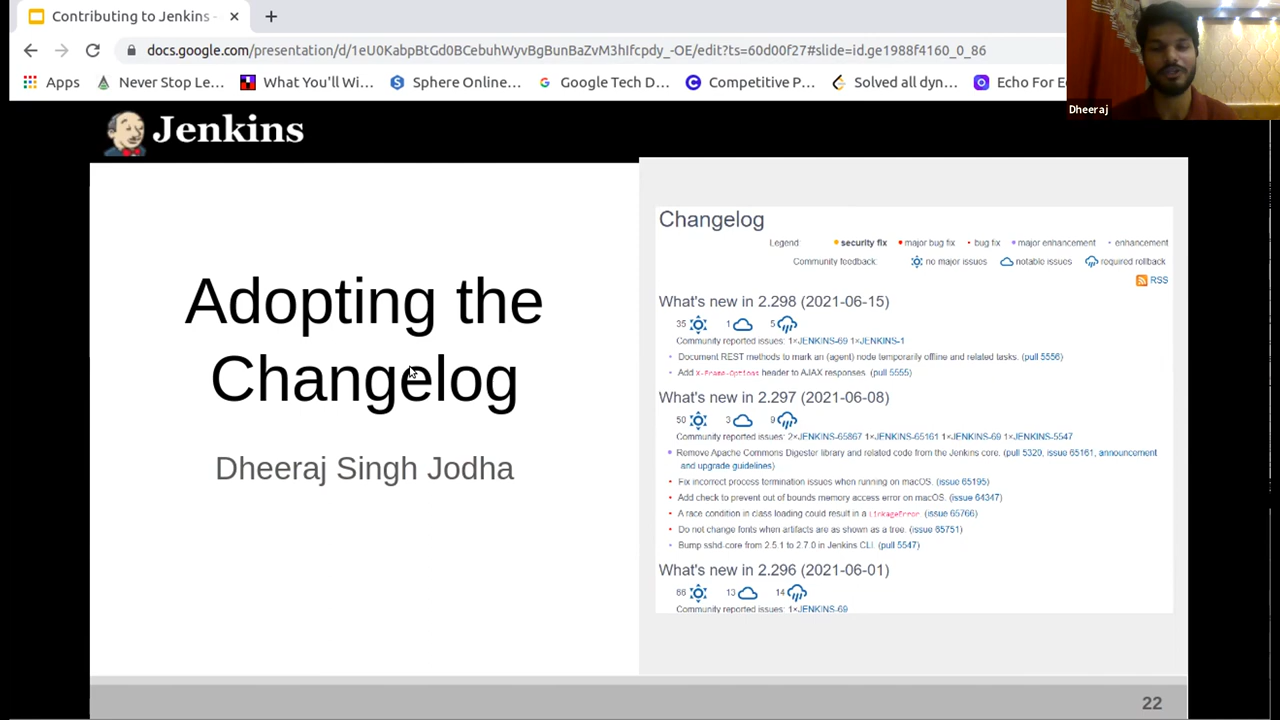 Contributing to Jenkins -
docs.google.com/presentation/d/1eU0KabpBtGd0BCebuhWyvBgBunBaZvM3hIfcpdy_-OE/edit?ts=60d00f27#slide=id.ge1988f4160_0_86
Apps Never Stop Le... What You'll Wi... Sphere Online... Google Tech D... Competitive P... Solved all dyn... Echo For E
Dheeraj
Jenkins
Adopting the
Changelog
Dheeraj Singh Jodha
Changelog
Legend: security fix major bug fix bug fix major enhancement enhancement
Community feedback: no major issues notable issues required rollback
RSS
What's new in 2.298 (2021-06-15)
35 1 5
Community reported issues: 1×JENKINS-69 1×JENKINS-1
Document REST methods to mark an (agent) node temporarily offline and related tasks. (pull 5556)
Add X-Frame-Options header to AJAX responses. (pull 5555)
What's new in 2.297 (2021-06-08)
50 3 9
Community reported issues: 2×JENKINS-65867 1×JENKINS-65161 1×JENKINS-69 1×JENKINS-5547
Remove Apache Commons Digester library and related code from the Jenkins core. (pull 5320, issue 65161, announcement
and upgrade guidelines)
Fix incorrect process termination issues when running on macOS. (issue 65195)
Add check to prevent out of bounds memory access error on macOS. (issue 64347)
A race condition in class loading could result in a LinkageError. (issue 65766)
Do not change fonts when artifacts are as shown as a tree. (issue 65751)
Bump sshd-core from 2.5.1 to 2.7.0 in Jenkins CLI. (pull 5547)
What's new in 2.296 (2021-06-01)
66 13 14
Community reported issues: 1×JENKINS-69
22